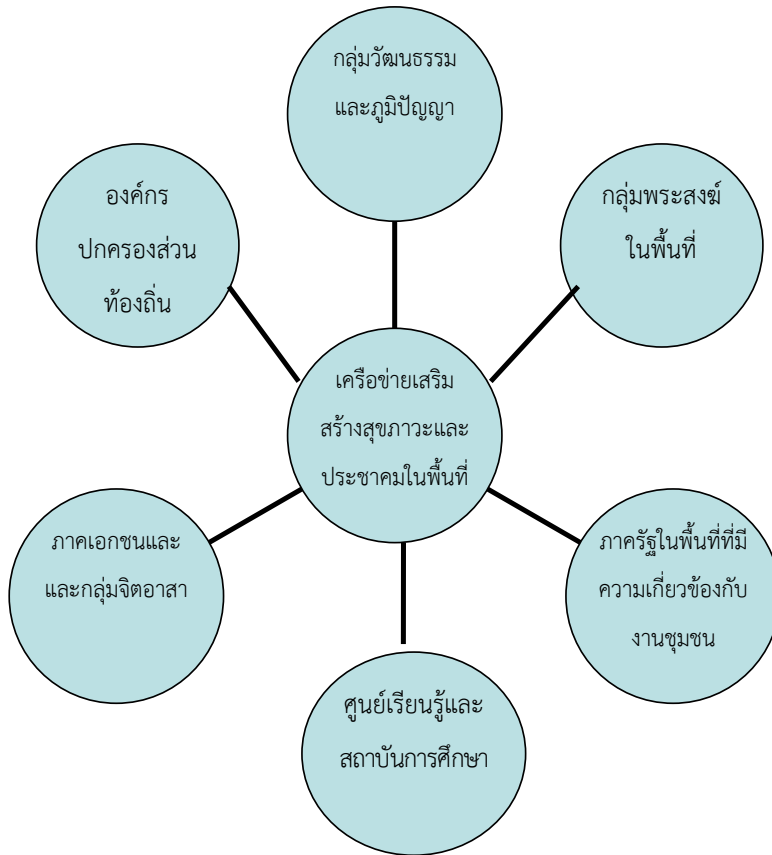 กลุ่มวัฒนธรรม
และภูมิปัญญา
องค์กร
ปกครองส่วน
ท้องถิ่น
กลุ่มพระสงฆ์
ในพื้นที่
เครือข่ายเสริม
สร้างสุขภาวะและ
ประชาคมในพื้นที่
ภาคเอกชนและ
และกลุ่มจิตอาสา
ภาครัฐในพื้นที่ที่มี
ความเกี่ยวข้องกับ
งานชุมชน
ศูนย์เรียนรู้และ
สถาบันการศึกษา